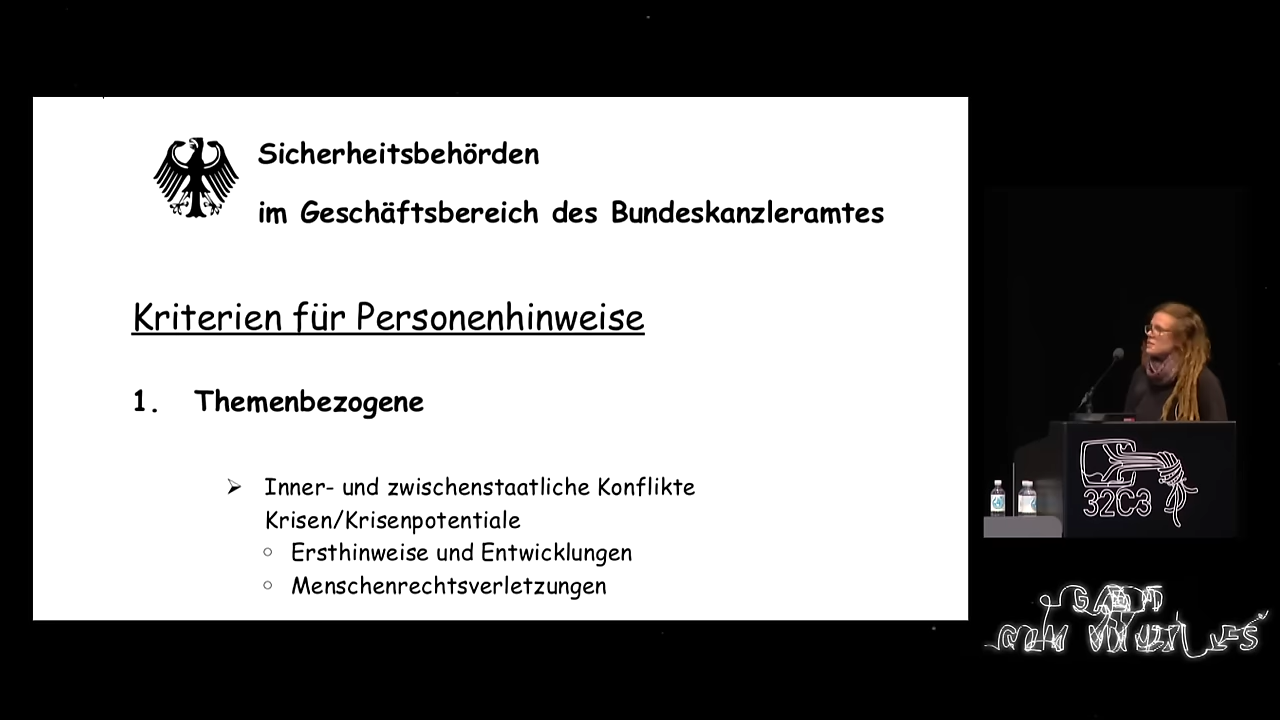 Sicherheitsbehörden
im Geschäftsbereich des Bundeskanzleramtes
Kriterien für Personenhinweise
1. Themenbezogene
➢ Inner- und zwischenstaatliche Konflikte
Krisen/Krisenpotentiale
○ Ersthinweise und Entwicklungen
○ Menschenrechtsverletzungen
32C3